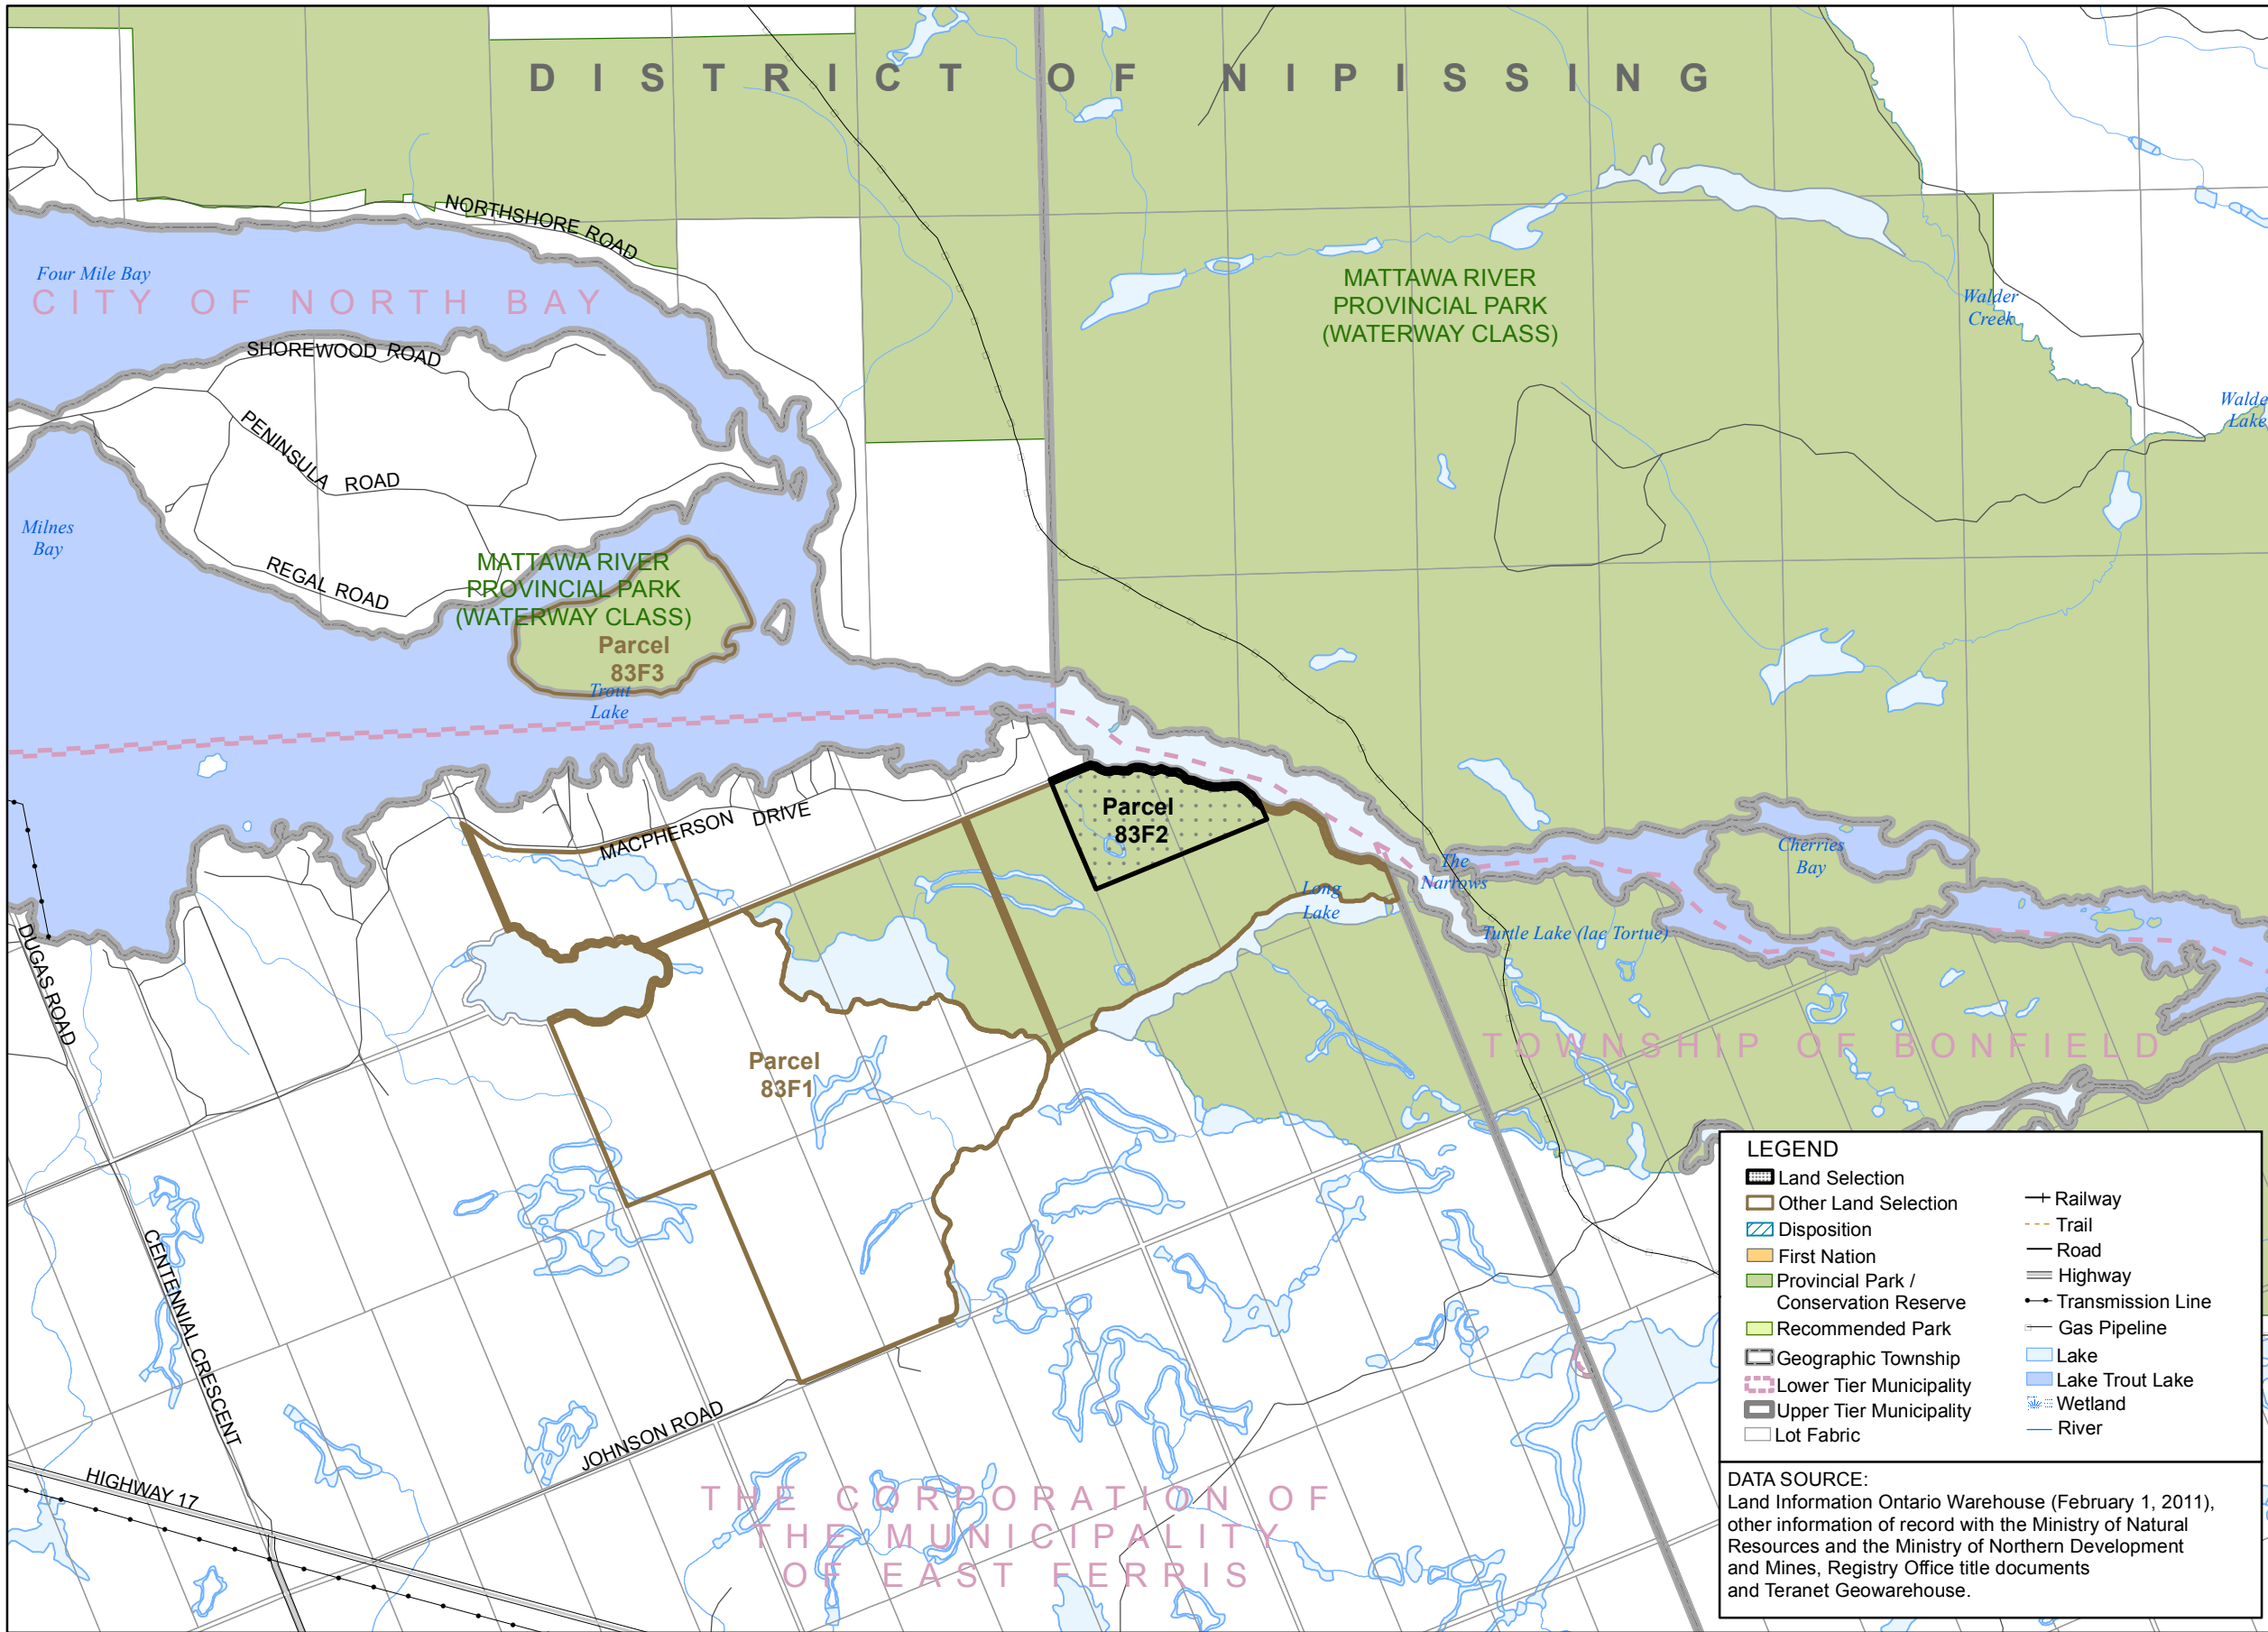 DISTRICT OF NIPISSING
NORTHSHORE ROAD
Four Mile Bay
CITY OF NORTH BAY
MATTAWA RIVER
PROVINCIAL PARK
(WATERWAY CLASS)
Walder
Creek
SHOREWOOD ROAD
Lake
PENINSULA ROAD
Milnes
Bay
REGAL ROAD
MATTAWA RIVER
PROVINCIAL PARK
(WATERWAY CLASS)
Parcel
83F3
Trout
Lake
MACPHERSON DRIVE
Parcel
83F2
The
Narrows
Cherries
Bay
Long
Lake
Turtle Lake (lac Tortue)
DUGAS ROAD
Parcel
83F1
TOWNSHIP OF BONFIELD
CENTENNIAL CRESCENT
JOHNSON ROAD
HIGHWAY 17
THE CORPORATION OF
THE MUNICIPALITY
OF EAST FERRIS
LEGEND
Land Selection
Other Land Selection
Disposition
First Nation
Provincial Park /
Conservation Reserve
Recommended Park
Geographic Township
Lower Tier Municipality
Upper Tier Municipality
Lot Fabric
Railway
Trail
Road
Highway
Transmission Line
Gas Pipeline
Lake
Lake Trout Lake
Wetland
River
DATA SOURCE:
Land Information Ontario Warehouse (February 1, 2011),
other information of record with the Ministry of Natural
Resources and the Ministry of Northern Development
and Mines, Registry Office title documents
and Teranet Geowarehouse.